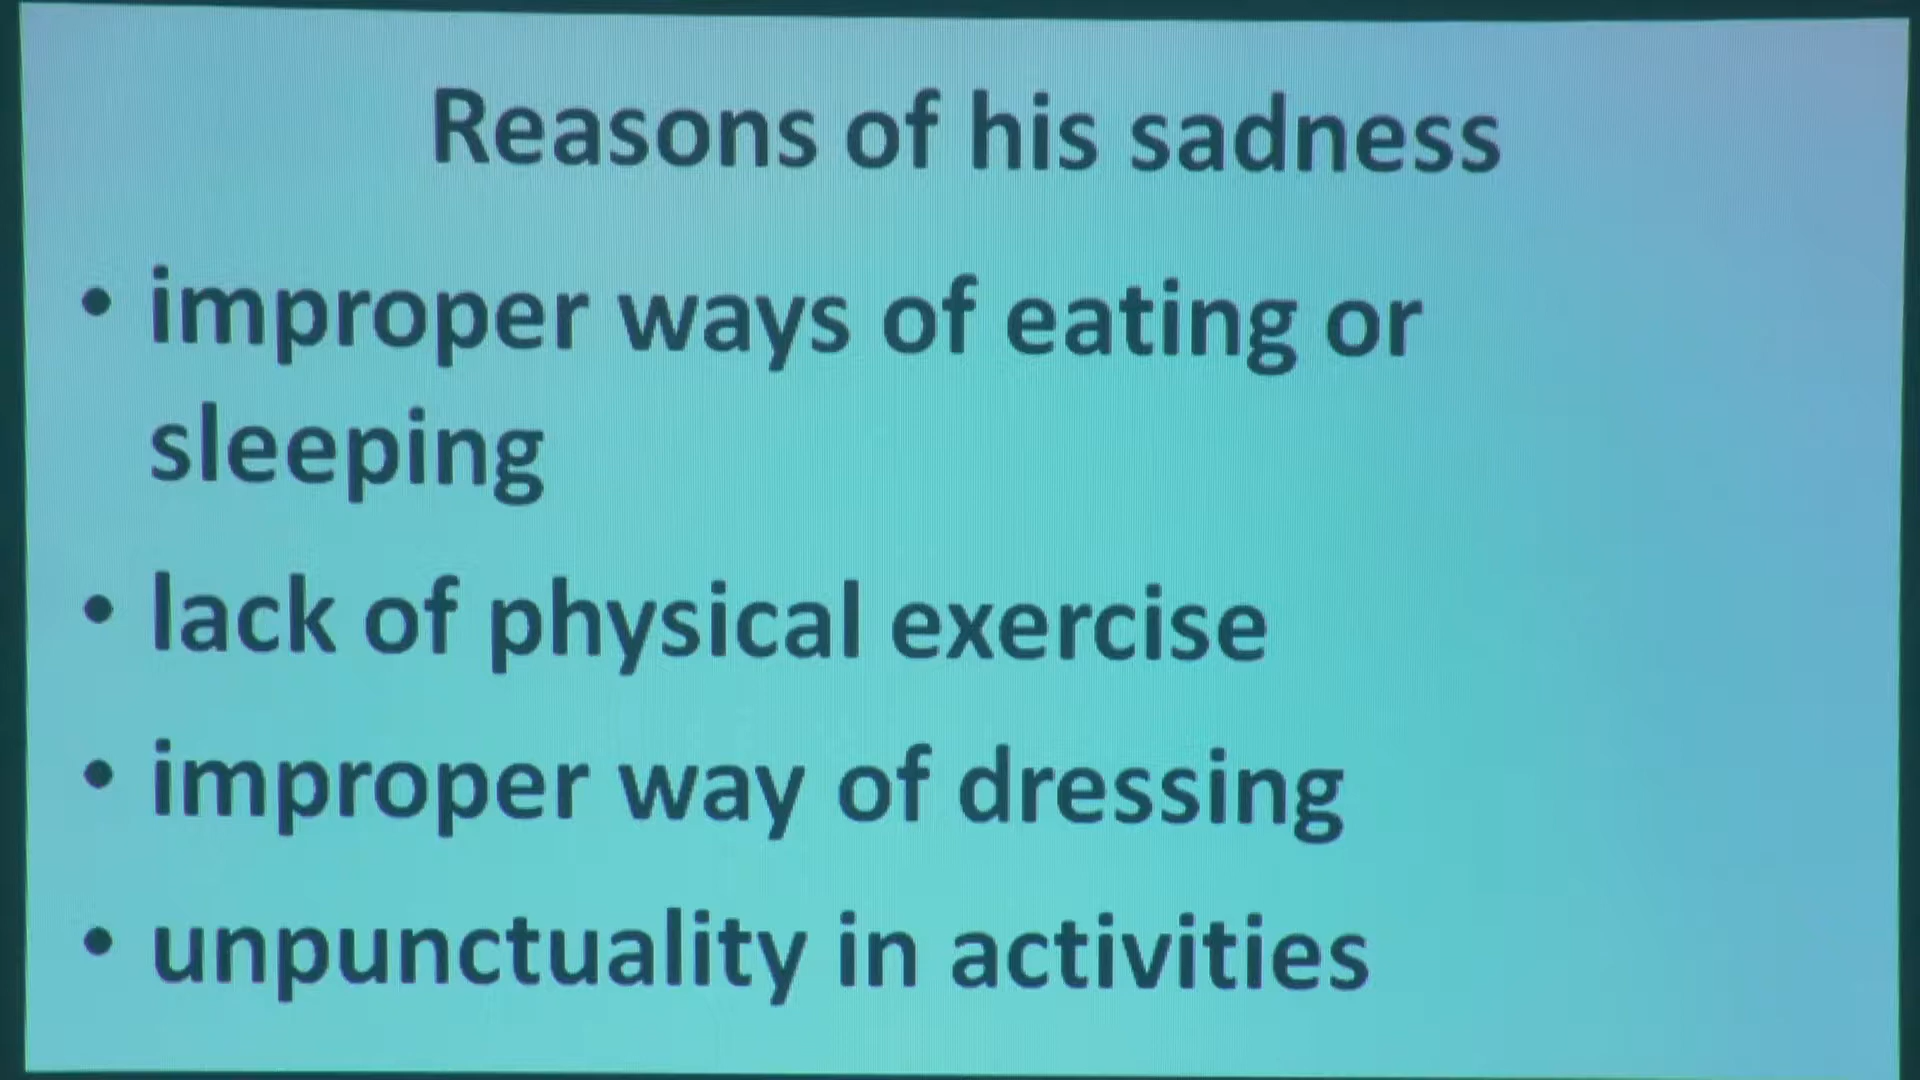 Reasons of his sadness
• improper ways of eating or
sleeping
• lack of physical exercise
• improper way of dressing
• unpunctuality in activities